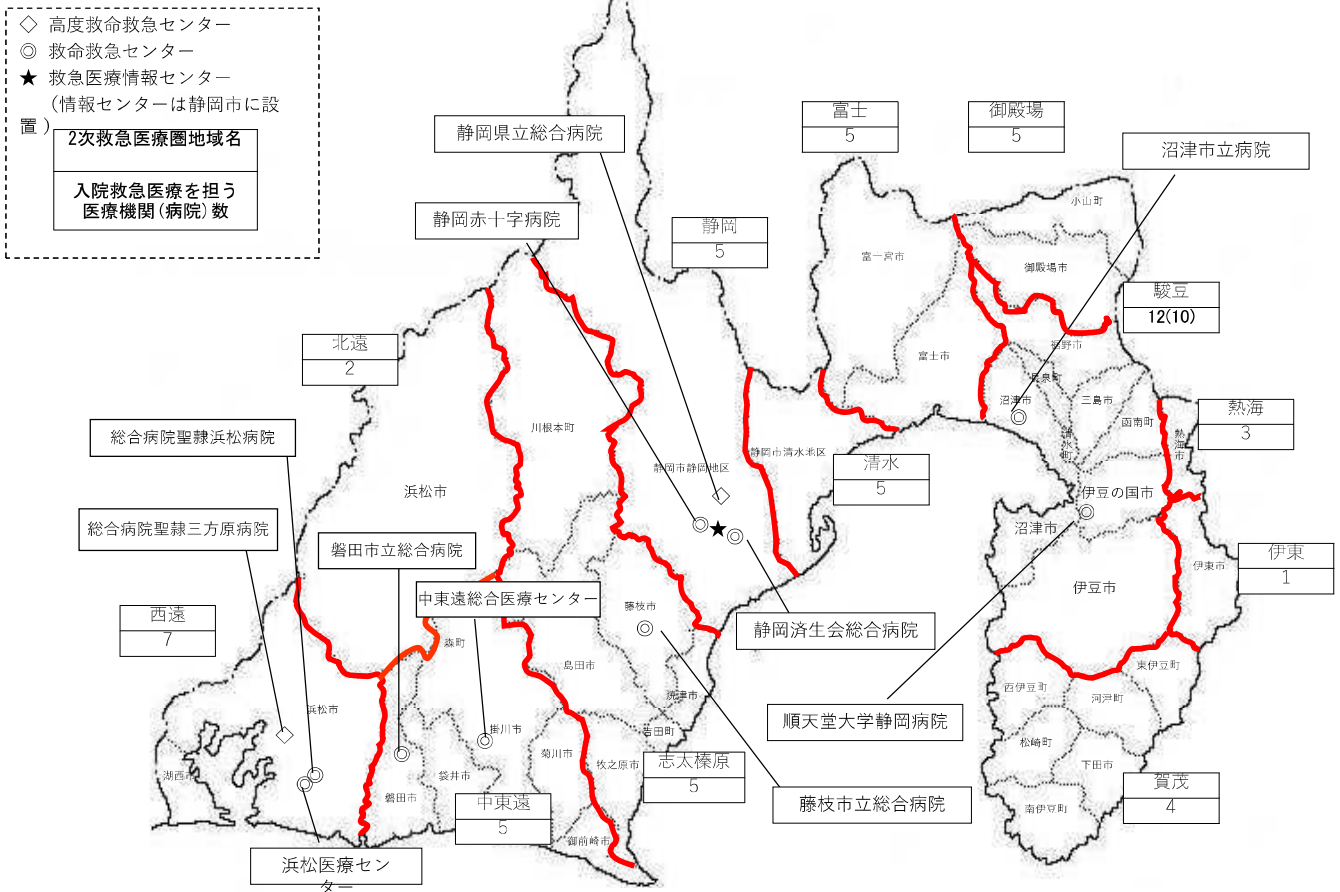 ◇ 高度救命救急センター
◎ 救命救急センター
★ 救急医療情報センター
(情報センターは静岡市に設
置)
2次救急医療圏地域名
入院救急医療を担う
医療機関(病院)数
静岡県立総合病院
富士
5
御殿場
5
沼津市立病院
静岡赤十字病院
静岡
5
小山町
富一宮市
御殿場市
駿豆
12(10)
裾野市
北遠
2
富士市
長泉町
沼津市
三島市
函南町
清水町
熱海市
熱海
3
総合病院聖隷浜松病院
川根本町
静岡市静岡地区
静岡市清水地区
清水
5
浜松市
伊豆の国市
沼津市
総合病院聖隷三方原病院
磐田市立総合病院
伊東
1
伊東市
伊豆市
中東遠総合医療センター
藤枝市
西遠
7
静岡済生会総合病院
森町
島田市
東伊豆町
西伊豆町
河津町
焼津市
浜松市
掛川市
吉田町
順天堂大学静岡病院
松崎町
菊川市
牧之原市
志太榛原
5
下田市
湖西市
袋井市
磐田市
中東遠
5
藤枝市立総合病院
賀茂
4
南伊豆町
御前崎市
浜松医療セン
ター